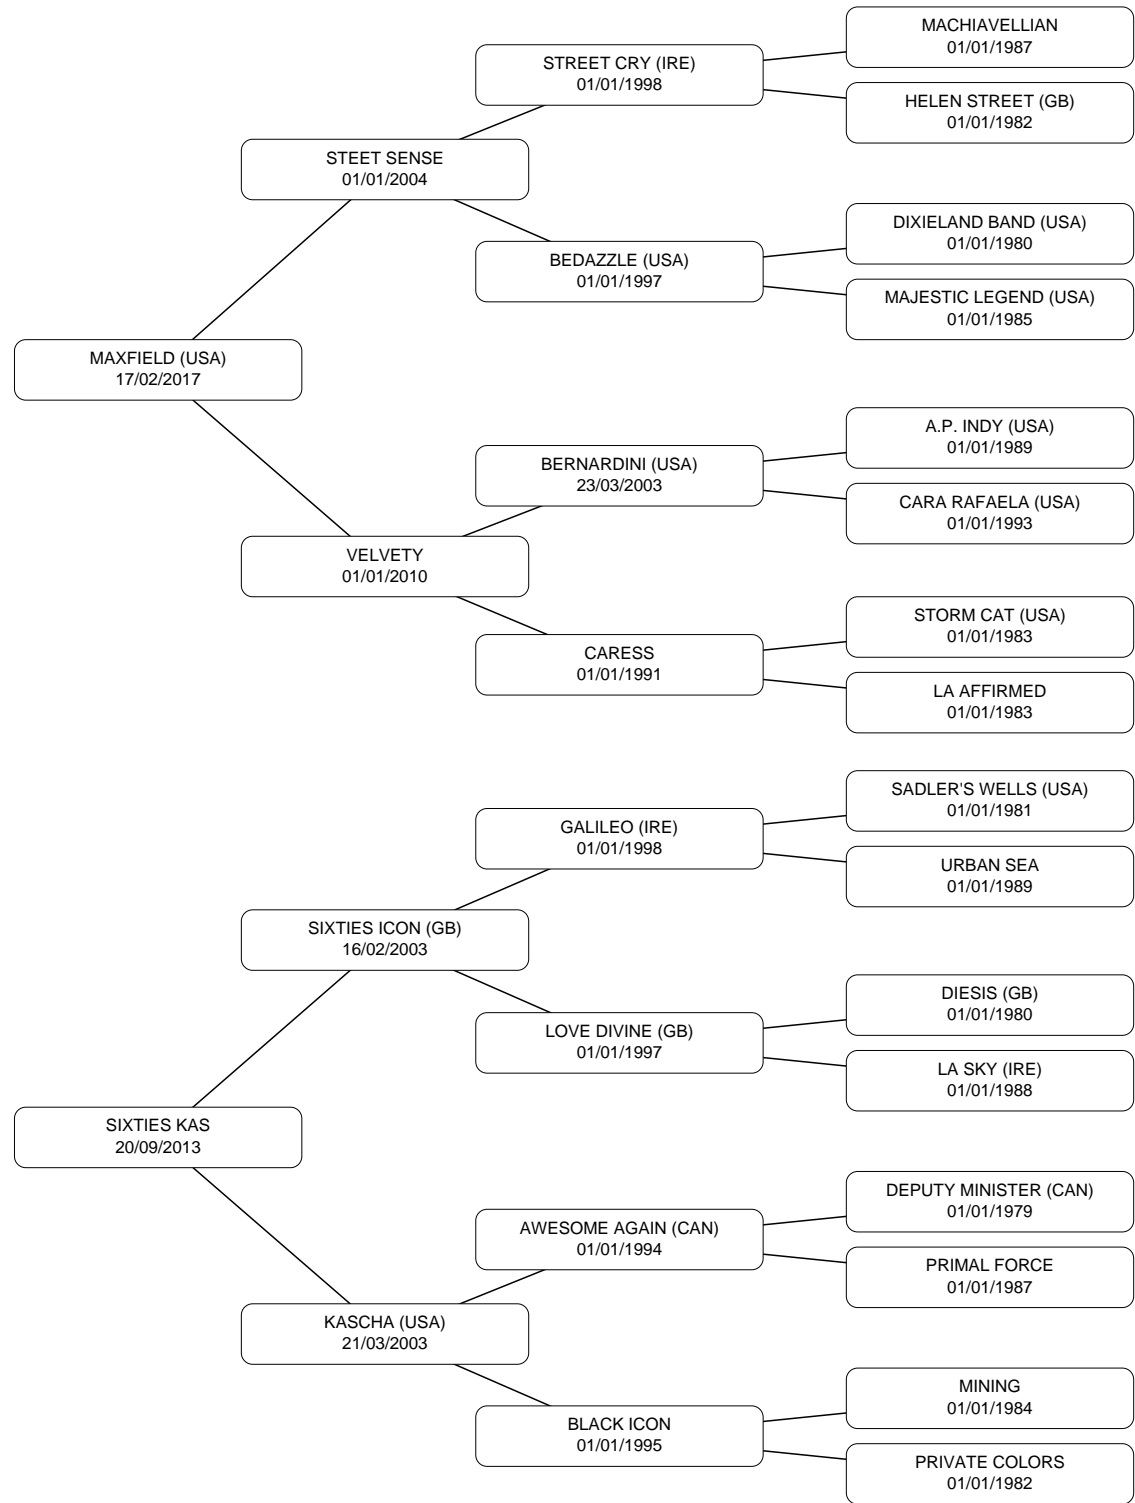 MACHIAVELLIAN
01/01/1987
STREET CRY (IRE)
01/01/1998
HELEN STREET (GB)
01/01/1982
STEET SENSE
01/01/2004
DIXIELAND BAND (USA)
01/01/1980
BEDAZZLE (USA)
01/01/1997
MAJESTIC LEGEND (USA)
01/01/1985
MAXFIELD (USA)
17/02/2017
A.P. INDY (USA)
01/01/1989
BERNARDINI (USA)
23/03/2003
CARA RAFAELA (USA)
01/01/1993
VELVETY
01/01/2010
STORM CAT (USA)
01/01/1983
CARESS
01/01/1991
LA AFFIRMED
01/01/1983
SADLER'S WELLS (USA)
01/01/1981
GALILEO (IRE)
01/01/1998
URBAN SEA
01/01/1989
SIXTIES ICON (GB)
16/02/2003
DIESIS (GB)
01/01/1980
LOVE DIVINE (GB)
01/01/1997
LA SKY (IRE)
01/01/1988
SIXTIES KAS
20/09/2013
DEPUTY MINISTER (CAN)
01/01/1979
AWESOME AGAIN (CAN)
01/01/1994
PRIMAL FORCE
01/01/1987
KASCHA (USA)
21/03/2003
MINING
01/01/1984
BLACK ICON
01/01/1995
PRIVATE COLORS
01/01/1982